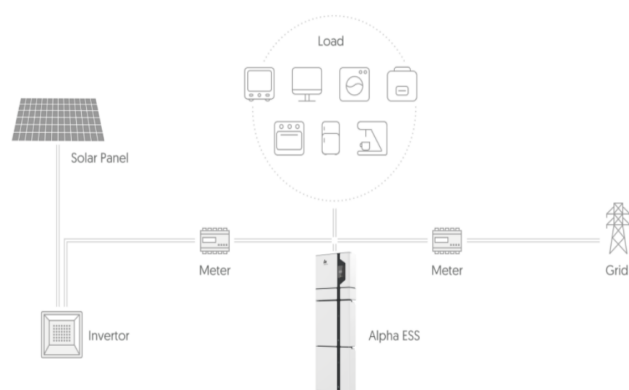 Load
Solar Panel
Meter
Meter
Grid
Invertor
Alpha ESS